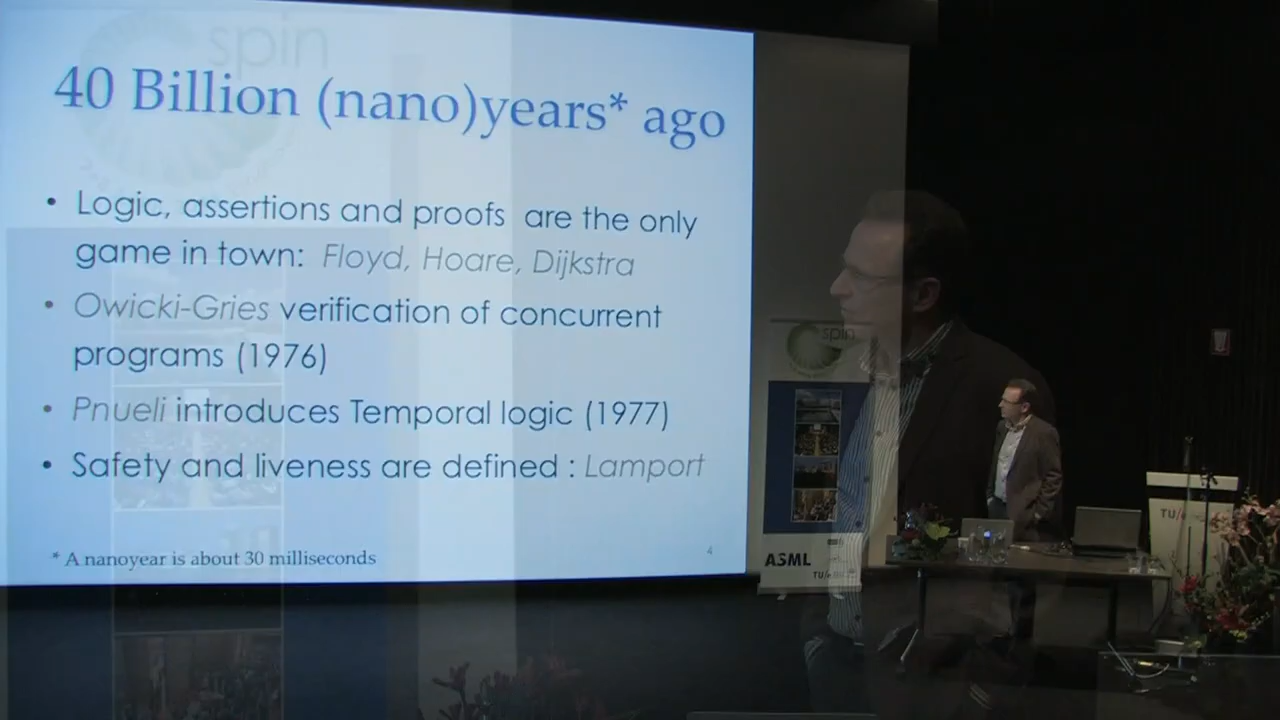 spin
40 Billion (nano)years* ago
• Logic, assertions and proofs are the only
game in town: Floyd, Hoare, Dijkstra
• Owicki-Gries verification of concurrent
programs (1976)
• Pnueli introduces Temporal logic (1977)
• Safety and liveness are defined : Lamport
* A nanoyear is about 30 milliseconds
4
spin
ASML
TU/e
TU/e